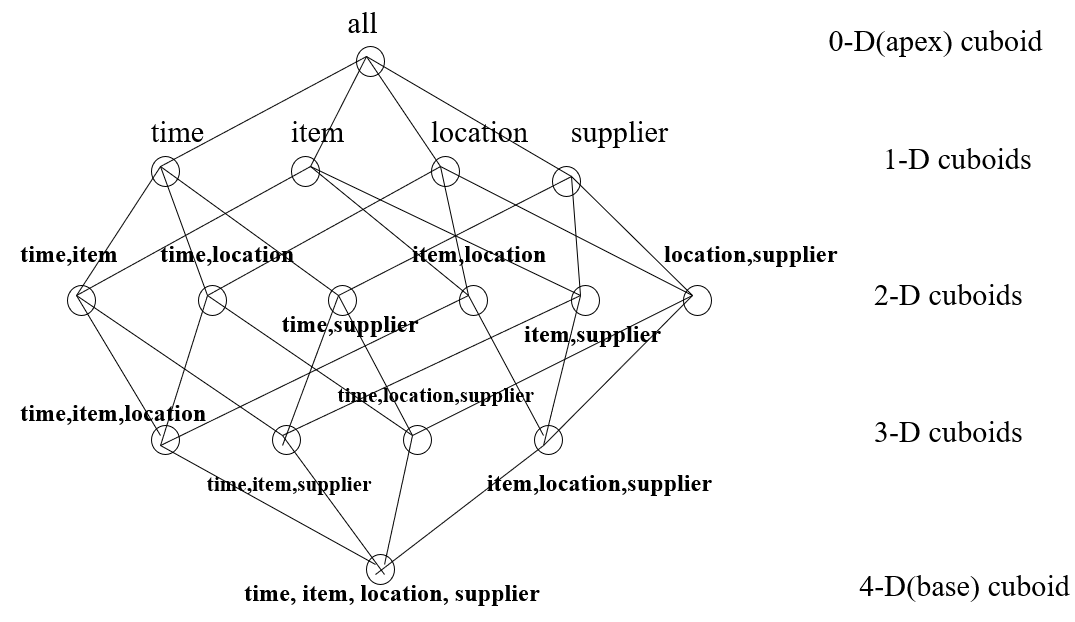 all
0-D(apex) cuboid
time
item
location
supplier
1-D cuboids
time,item
time,location
item,location
location,supplier
2-D cuboids
time,supplier
item,supplier
time,location,supplier
time,item,location
3-D cuboids
time,item,supplier
item,location,supplier
4-D(base) cuboid
time, item, location, supplier